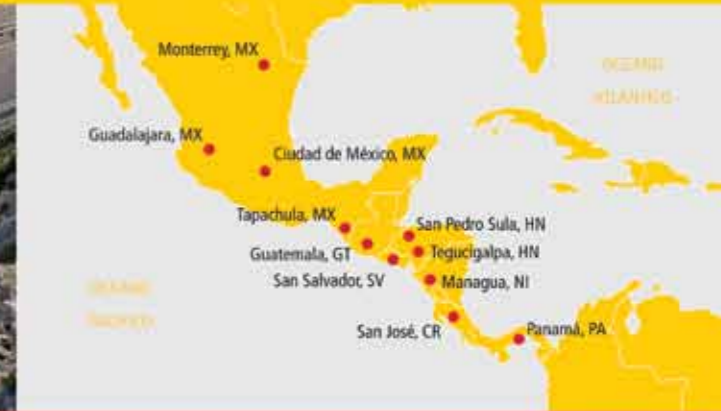 Monterrey, MX
OCEANO
ATLANTICO
Guadalajara, MX
Ciudad de México, MX
Tapachula, MX
San Pedro Sula, HN
Guatemala, GT
Tegucigalpa, HN
San Salvador, SV
Managua, NI
OCEANO
PACIFICO
San José, CR
Panamá, PA